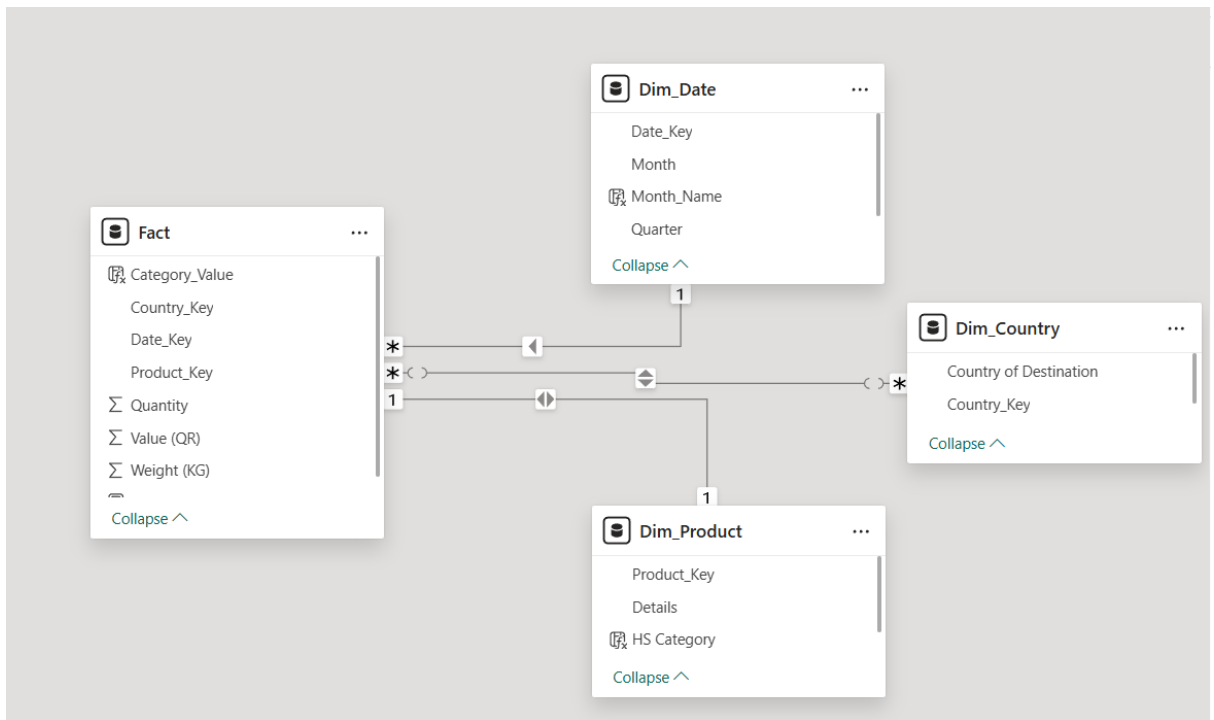 Dim_Date
Date_Key
Month
Month_Name
Quarter
Collapse
1
Fact
Category_Value
Country_Key
Date_Key
Product_Key
Σ Quantity
Σ Value (QR)
Σ Weight (KG)
Collapse
*
*
1
Dim_Country
Country of Destination
Country_Key
Collapse
*
1
Dim_Product
Product_Key
Details
HS Category
Collapse